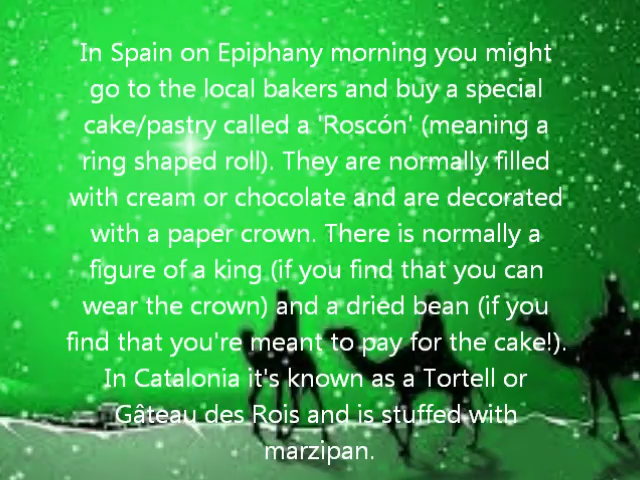 In Spain on Epiphany morning you might
go to the local bakers and buy a special
cake/pastry called a 'Roscón' (meaning a
ring shaped roll). They are normally filled
with cream or chocolate and are decorated
with a paper crown. There is normally a
figure of a king (if you find that you can
wear the crown) and a dried bean (if you
find that you're meant to pay for the cake!).
In Catalonia it's known as a Tortell or
Gâteau des Rois and is stuffed with
marzipan.